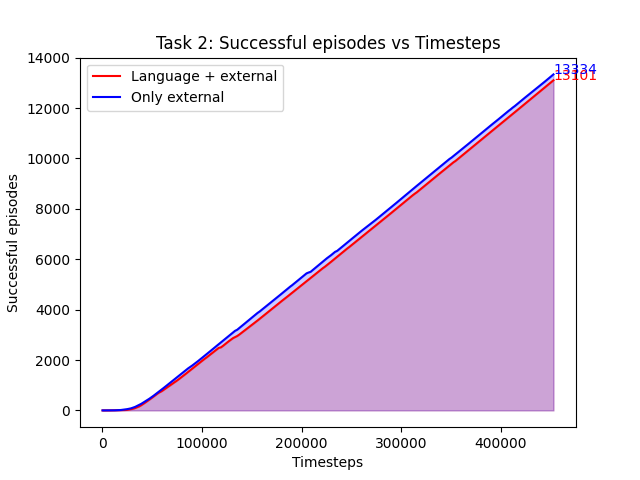 Task 2: Successful episodes vs Timesteps
Language + external
Only external
13334
13101
14000
12000
10000
8000
6000
4000
2000
0
Successful episodes
0 100000 200000 300000 400000
Timesteps